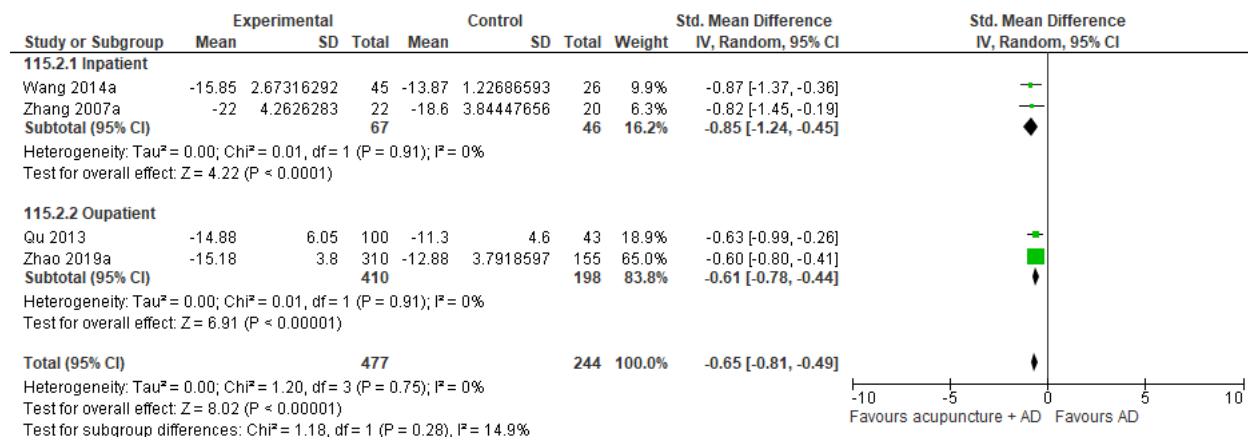 Experimental Control Std. Mean Difference Std. Mean Difference
Study or Subgroup Mean SD Total Mean SD Total Weight IV, Random, 95% CI IV, Random, 95% CI
115.2.1 Inpatient
Wang 2014a -15.85 2.67316292 45 -13.87 1.22686593 26 9.9% -0.87 [-1.37, -0.36]
Zhang 2007a -22 4.2626283 22 -18.6 3.84447656 20 6.3% -0.82 [-1.45, -0.19]
Subtotal (95% CI) 67 46 16.2% -0.85 [-1.24, -0.45]
Heterogeneity: Tau² = 0.00; Chi² = 0.01, df = 1 (P = 0.91); I² = 0%
Test for overall effect: Z = 4.22 (P < 0.0001)
115.2.2 Oupatient
Qu 2013 -14.88 6.05 100 -11.3 4.6 43 18.9% -0.63 [-0.99, -0.26]
Zhao 2019a -15.18 3.8 310 -12.88 3.7918597 155 65.0% -0.60 [-0.80, -0.41]
Subtotal (95% CI) 410 198 83.8% -0.61 [-0.78, -0.44]
Heterogeneity: Tau² = 0.00; Chi² = 0.01, df = 1 (P = 0.91); I² = 0%
Test for overall effect: Z = 6.91 (P < 0.00001)
Total (95% CI) 477 244 100.0% -0.65 [-0.81, -0.49]
Heterogeneity: Tau² = 0.00; Chi² = 1.20, df = 3 (P = 0.75); I² = 0%
Test for overall effect: Z = 8.02 (P < 0.00001)
Test for subgroup differences: Chi² = 1.18, df = 1 (P = 0.28), I² = 14.9%
-10 -5 0 5 10
Favours acupuncture + AD Favours AD